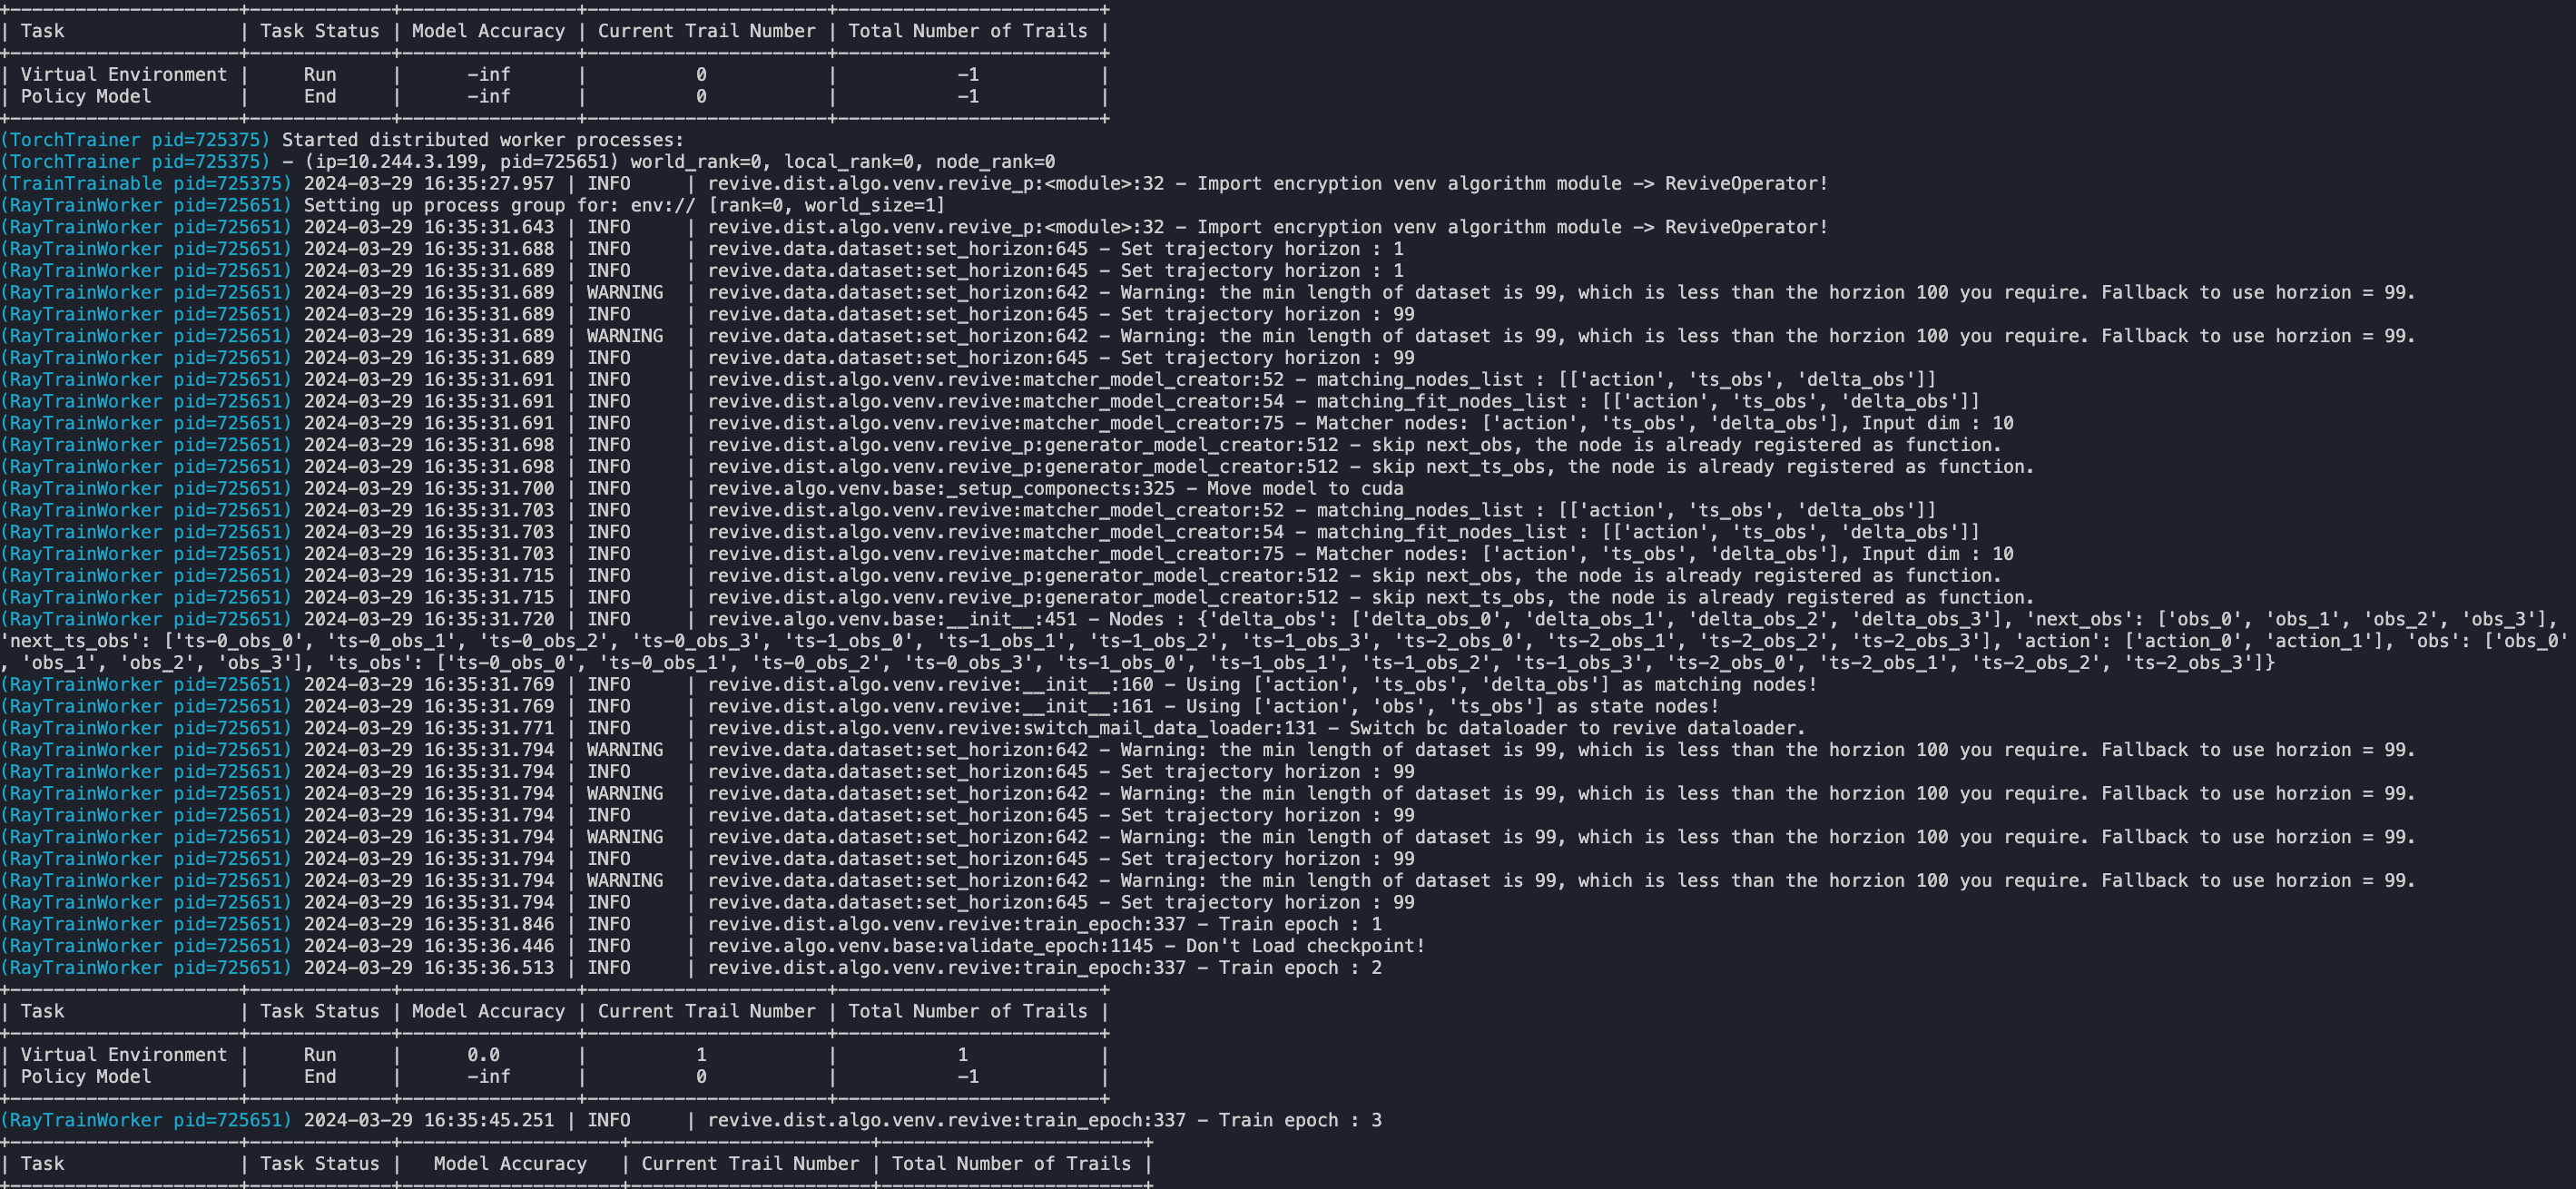 +----------------------+-------------+----------------+----------------------+------------------------+
| Task                | Task Status | Model Accuracy | Current Trail Number | Total Number of Trails |
+----------------------+-------------+----------------+----------------------+------------------------+
| Virtual Environment |     Run     |      -inf      |          0           |           -1           |
| Policy Model        |     End     |      -inf      |          0           |           -1           |
+----------------------+-------------+----------------+----------------------+------------------------+
(TorchTrainer pid=725375) Started distributed worker processes:
(TorchTrainer pid=725375) - (ip=10.244.3.199, pid=725651) world_rank=0, local_rank=0, node_rank=0
(TrainTrainable pid=725375) 2024-03-29 16:35:27.957 | INFO     | revive.dist.algo.venv.revive_p:<module>:32 - Import encryption venv algorithm module -> ReviveOperator!
(RayTrainWorker pid=725651) Setting up process group for: env:// [rank=0, world_size=1]
(RayTrainWorker pid=725651) 2024-03-29 16:35:31.643 | INFO     | revive.dist.algo.venv.revive_p:<module>:32 - Import encryption venv algorithm module -> ReviveOperator!
(RayTrainWorker pid=725651) 2024-03-29 16:35:31.688 | INFO     | revive.data.dataset:set_horizon:645 - Set trajectory horizon : 1
(RayTrainWorker pid=725651) 2024-03-29 16:35:31.689 | INFO     | revive.data.dataset:set_horizon:645 - Set trajectory horizon : 1
(RayTrainWorker pid=725651) 2024-03-29 16:35:31.689 | WARNING  | revive.data.dataset:set_horizon:642 - Warning: the min length of dataset is 99, which is less than the horzion 100 you require. Fallback to use horzion = 99.
(RayTrainWorker pid=725651) 2024-03-29 16:35:31.689 | INFO     | revive.data.dataset:set_horizon:645 - Set trajectory horizon : 99
(RayTrainWorker pid=725651) 2024-03-29 16:35:31.689 | WARNING  | revive.data.dataset:set_horizon:642 - Warning: the min length of dataset is 99, which is less than the horzion 100 you require. Fallback to use horzion = 99.
(RayTrainWorker pid=725651) 2024-03-29 16:35:31.689 | INFO     | revive.data.dataset:set_horizon:645 - Set trajectory horizon : 99
(RayTrainWorker pid=725651) 2024-03-29 16:35:31.691 | INFO     | revive.dist.algo.venv.revive:matcher_model_creator:52 - matching_nodes_list : [['action', 'ts_obs', 'delta_obs']]
(RayTrainWorker pid=725651) 2024-03-29 16:35:31.691 | INFO     | revive.dist.algo.venv.revive:matcher_model_creator:54 - matching_fit_nodes_list : [['action', 'ts_obs', 'delta_obs']]
(RayTrainWorker pid=725651) 2024-03-29 16:35:31.691 | INFO     | revive.dist.algo.venv.revive:matcher_model_creator:75 - Matcher nodes: ['action', 'ts_obs', 'delta_obs'], Input dim : 10
(RayTrainWorker pid=725651) 2024-03-29 16:35:31.698 | INFO     | revive.dist.algo.venv.revive_p:generator_model_creator:512 - skip next_obs, the node is already registered as function.
(RayTrainWorker pid=725651) 2024-03-29 16:35:31.698 | INFO     | revive.dist.algo.venv.revive_p:generator_model_creator:512 - skip next_ts_obs, the node is already registered as function.
(RayTrainWorker pid=725651) 2024-03-29 16:35:31.700 | INFO     | revive.algo.venv.base:_setup_componects:325 - Move model to cuda
(RayTrainWorker pid=725651) 2024-03-29 16:35:31.703 | INFO     | revive.dist.algo.venv.revive:matcher_model_creator:52 - matching_nodes_list : [['action', 'ts_obs', 'delta_obs']]
(RayTrainWorker pid=725651) 2024-03-29 16:35:31.703 | INFO     | revive.dist.algo.venv.revive:matcher_model_creator:54 - matching_fit_nodes_list : [['action', 'ts_obs', 'delta_obs']]
(RayTrainWorker pid=725651) 2024-03-29 16:35:31.703 | INFO     | revive.dist.algo.venv.revive:matcher_model_creator:75 - Matcher nodes: ['action', 'ts_obs', 'delta_obs'], Input dim : 10
(RayTrainWorker pid=725651) 2024-03-29 16:35:31.715 | INFO     | revive.dist.algo.venv.revive_p:generator_model_creator:512 - skip next_obs, the node is already registered as function.
(RayTrainWorker pid=725651) 2024-03-29 16:35:31.715 | INFO     | revive.dist.algo.venv.revive_p:generator_model_creator:512 - skip next_ts_obs, the node is already registered as function.
(RayTrainWorker pid=725651) 2024-03-29 16:35:31.720 | INFO     | revive.algo.venv.base:__init__:451 - Nodes : {'delta_obs': ['delta_obs_0', 'delta_obs_1', 'delta_obs_2', 'delta_obs_3'], 'next_obs': ['obs_0', 'obs_1', 'obs_2', 'obs_3'],
'next_ts_obs': ['ts-0_obs_0', 'ts-0_obs_1', 'ts-0_obs_2', 'ts-0_obs_3', 'ts-1_obs_0', 'ts-1_obs_1', 'ts-1_obs_2', 'ts-1_obs_3', 'ts-2_obs_0', 'ts-2_obs_1', 'ts-2_obs_2', 'ts-2_obs_3'], 'action': ['action_0', 'action_1'], 'obs': ['obs_0'
, 'obs_1', 'obs_2', 'obs_3'], 'ts_obs': ['ts-0_obs_0', 'ts-0_obs_1', 'ts-0_obs_2', 'ts-0_obs_3', 'ts-1_obs_0', 'ts-1_obs_1', 'ts-1_obs_2', 'ts-1_obs_3', 'ts-2_obs_0', 'ts-2_obs_1', 'ts-2_obs_2', 'ts-2_obs_3']}
(RayTrainWorker pid=725651) 2024-03-29 16:35:31.769 | INFO     | revive.dist.algo.venv.revive:__init__:160 - Using ['action', 'ts_obs', 'delta_obs'] as matching nodes!
(RayTrainWorker pid=725651) 2024-03-29 16:35:31.769 | INFO     | revive.dist.algo.venv.revive:__init__:161 - Using ['action', 'obs', 'ts_obs'] as state nodes!
(RayTrainWorker pid=725651) 2024-03-29 16:35:31.771 | INFO     | revive.dist.algo.venv.revive:switch_mail_data_loader:131 - Switch bc dataloader to revive dataloader.
(RayTrainWorker pid=725651) 2024-03-29 16:35:31.794 | WARNING  | revive.data.dataset:set_horizon:642 - Warning: the min length of dataset is 99, which is less than the horzion 100 you require. Fallback to use horzion = 99.
(RayTrainWorker pid=725651) 2024-03-29 16:35:31.794 | INFO     | revive.data.dataset:set_horizon:645 - Set trajectory horizon : 99
(RayTrainWorker pid=725651) 2024-03-29 16:35:31.794 | WARNING  | revive.data.dataset:set_horizon:642 - Warning: the min length of dataset is 99, which is less than the horzion 100 you require. Fallback to use horzion = 99.
(RayTrainWorker pid=725651) 2024-03-29 16:35:31.794 | INFO     | revive.data.dataset:set_horizon:645 - Set trajectory horizon : 99
(RayTrainWorker pid=725651) 2024-03-29 16:35:31.794 | WARNING  | revive.data.dataset:set_horizon:642 - Warning: the min length of dataset is 99, which is less than the horzion 100 you require. Fallback to use horzion = 99.
(RayTrainWorker pid=725651) 2024-03-29 16:35:31.794 | INFO     | revive.data.dataset:set_horizon:645 - Set trajectory horizon : 99
(RayTrainWorker pid=725651) 2024-03-29 16:35:31.794 | WARNING  | revive.data.dataset:set_horizon:642 - Warning: the min length of dataset is 99, which is less than the horzion 100 you require. Fallback to use horzion = 99.
(RayTrainWorker pid=725651) 2024-03-29 16:35:31.794 | INFO     | revive.data.dataset:set_horizon:645 - Set trajectory horizon : 99
(RayTrainWorker pid=725651) 2024-03-29 16:35:31.846 | INFO     | revive.dist.algo.venv.revive:train_epoch:337 - Train epoch : 1
(RayTrainWorker pid=725651) 2024-03-29 16:35:36.446 | INFO     | revive.algo.venv.base:validate_epoch:1145 - Don't Load checkpoint!
(RayTrainWorker pid=725651) 2024-03-29 16:35:36.513 | INFO     | revive.dist.algo.venv.revive:train_epoch:337 - Train epoch : 2
+----------------------+-------------+----------------+----------------------+------------------------+
| Task                | Task Status | Model Accuracy | Current Trail Number | Total Number of Trails |
+----------------------+-------------+----------------+----------------------+------------------------+
| Virtual Environment |     Run     |      0.0       |          1           |           1            |
| Policy Model        |     End     |      -inf      |          0           |           -1           |
+----------------------+-------------+----------------+----------------------+------------------------+
(RayTrainWorker pid=725651) 2024-03-29 16:35:45.251 | INFO     | revive.dist.algo.venv.revive:train_epoch:337 - Train epoch : 3
+----------------------+-------------+--------------------+----------------------+------------------------+
| Task                | Task Status |   Model Accuracy   | Current Trail Number | Total Number of Trails |
+----------------------+-------------+--------------------+----------------------+------------------------+